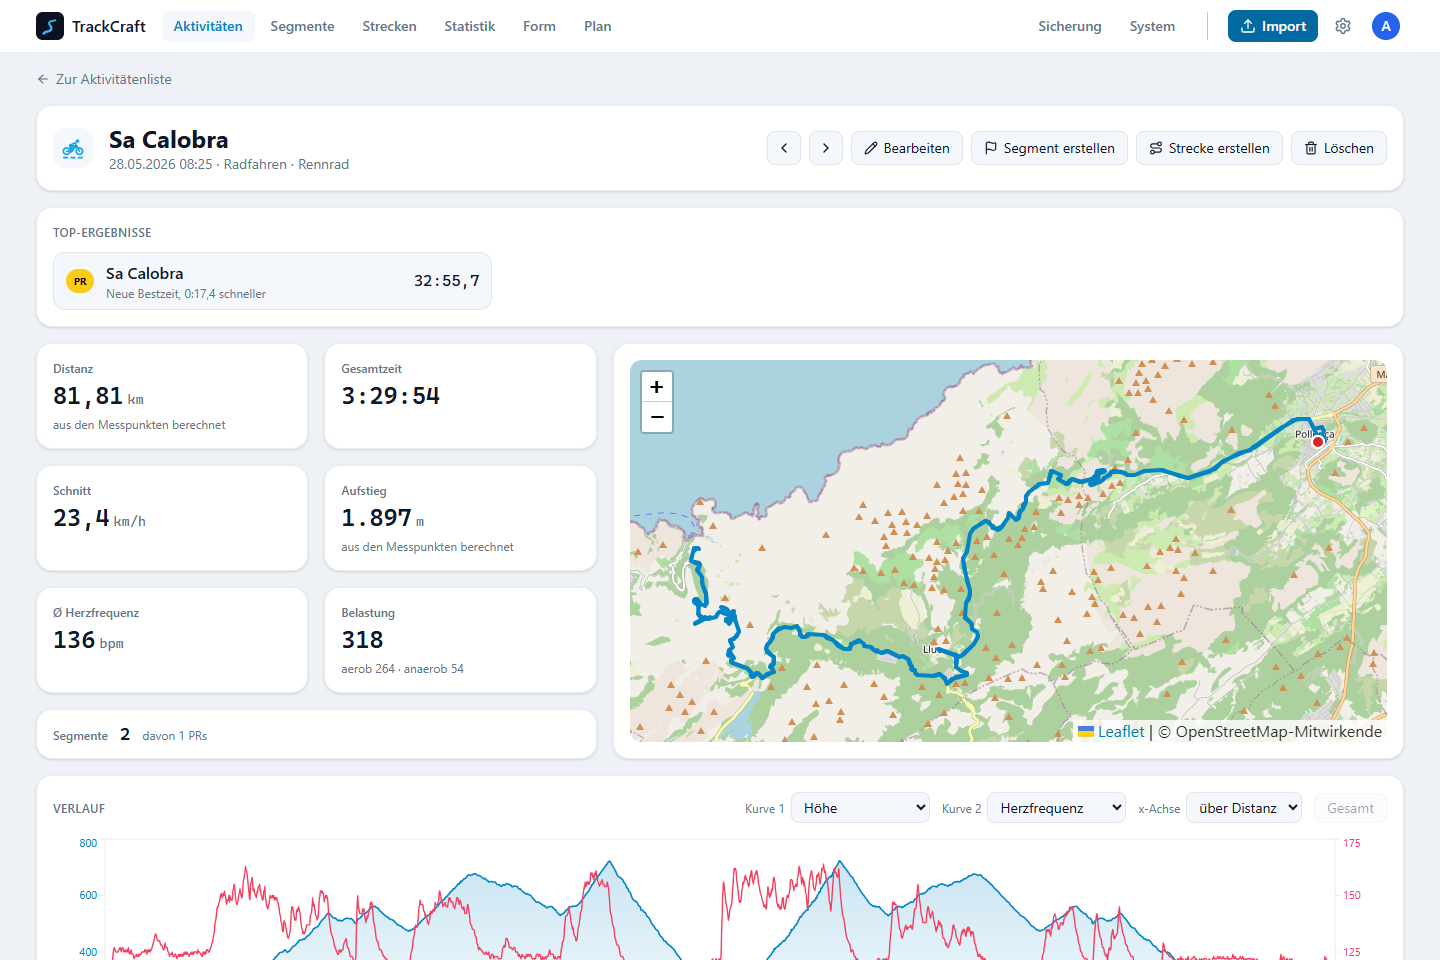 TrackCraft Aktivitäten Segmente Strecken Statistik Form Plan Sicherung System Import A
Zur Aktivitätenliste
Sa Calobra
28.05.2026 08:25 · Radfahren · Rennrad
Bearbeiten Segment erstellen Strecke erstellen Löschen
TOP-ERGEBNISSE
PR Sa Calobra 32:55,7
Neue Bestzeit, 0:17,4 schneller
Distanz
81,81 km
aus den Messpunkten berechnet
Gesamtzeit
3:29:54
Schnitt
23,4 km/h
Aufstieg
1.897 m
aus den Messpunkten berechnet
Ø Herzfrequenz
136 bpm
Belastung
318
aerob 264 · anaerob 54
Segmente 2 davon 1 PRs
+
−
Leaflet | © OpenStreetMap-Mitwirkende
VERLAUF Kurve 1 Höhe Kurve 2 Herzfrequenz x-Achse über Distanz Gesamt
800 175
600 150
400 125